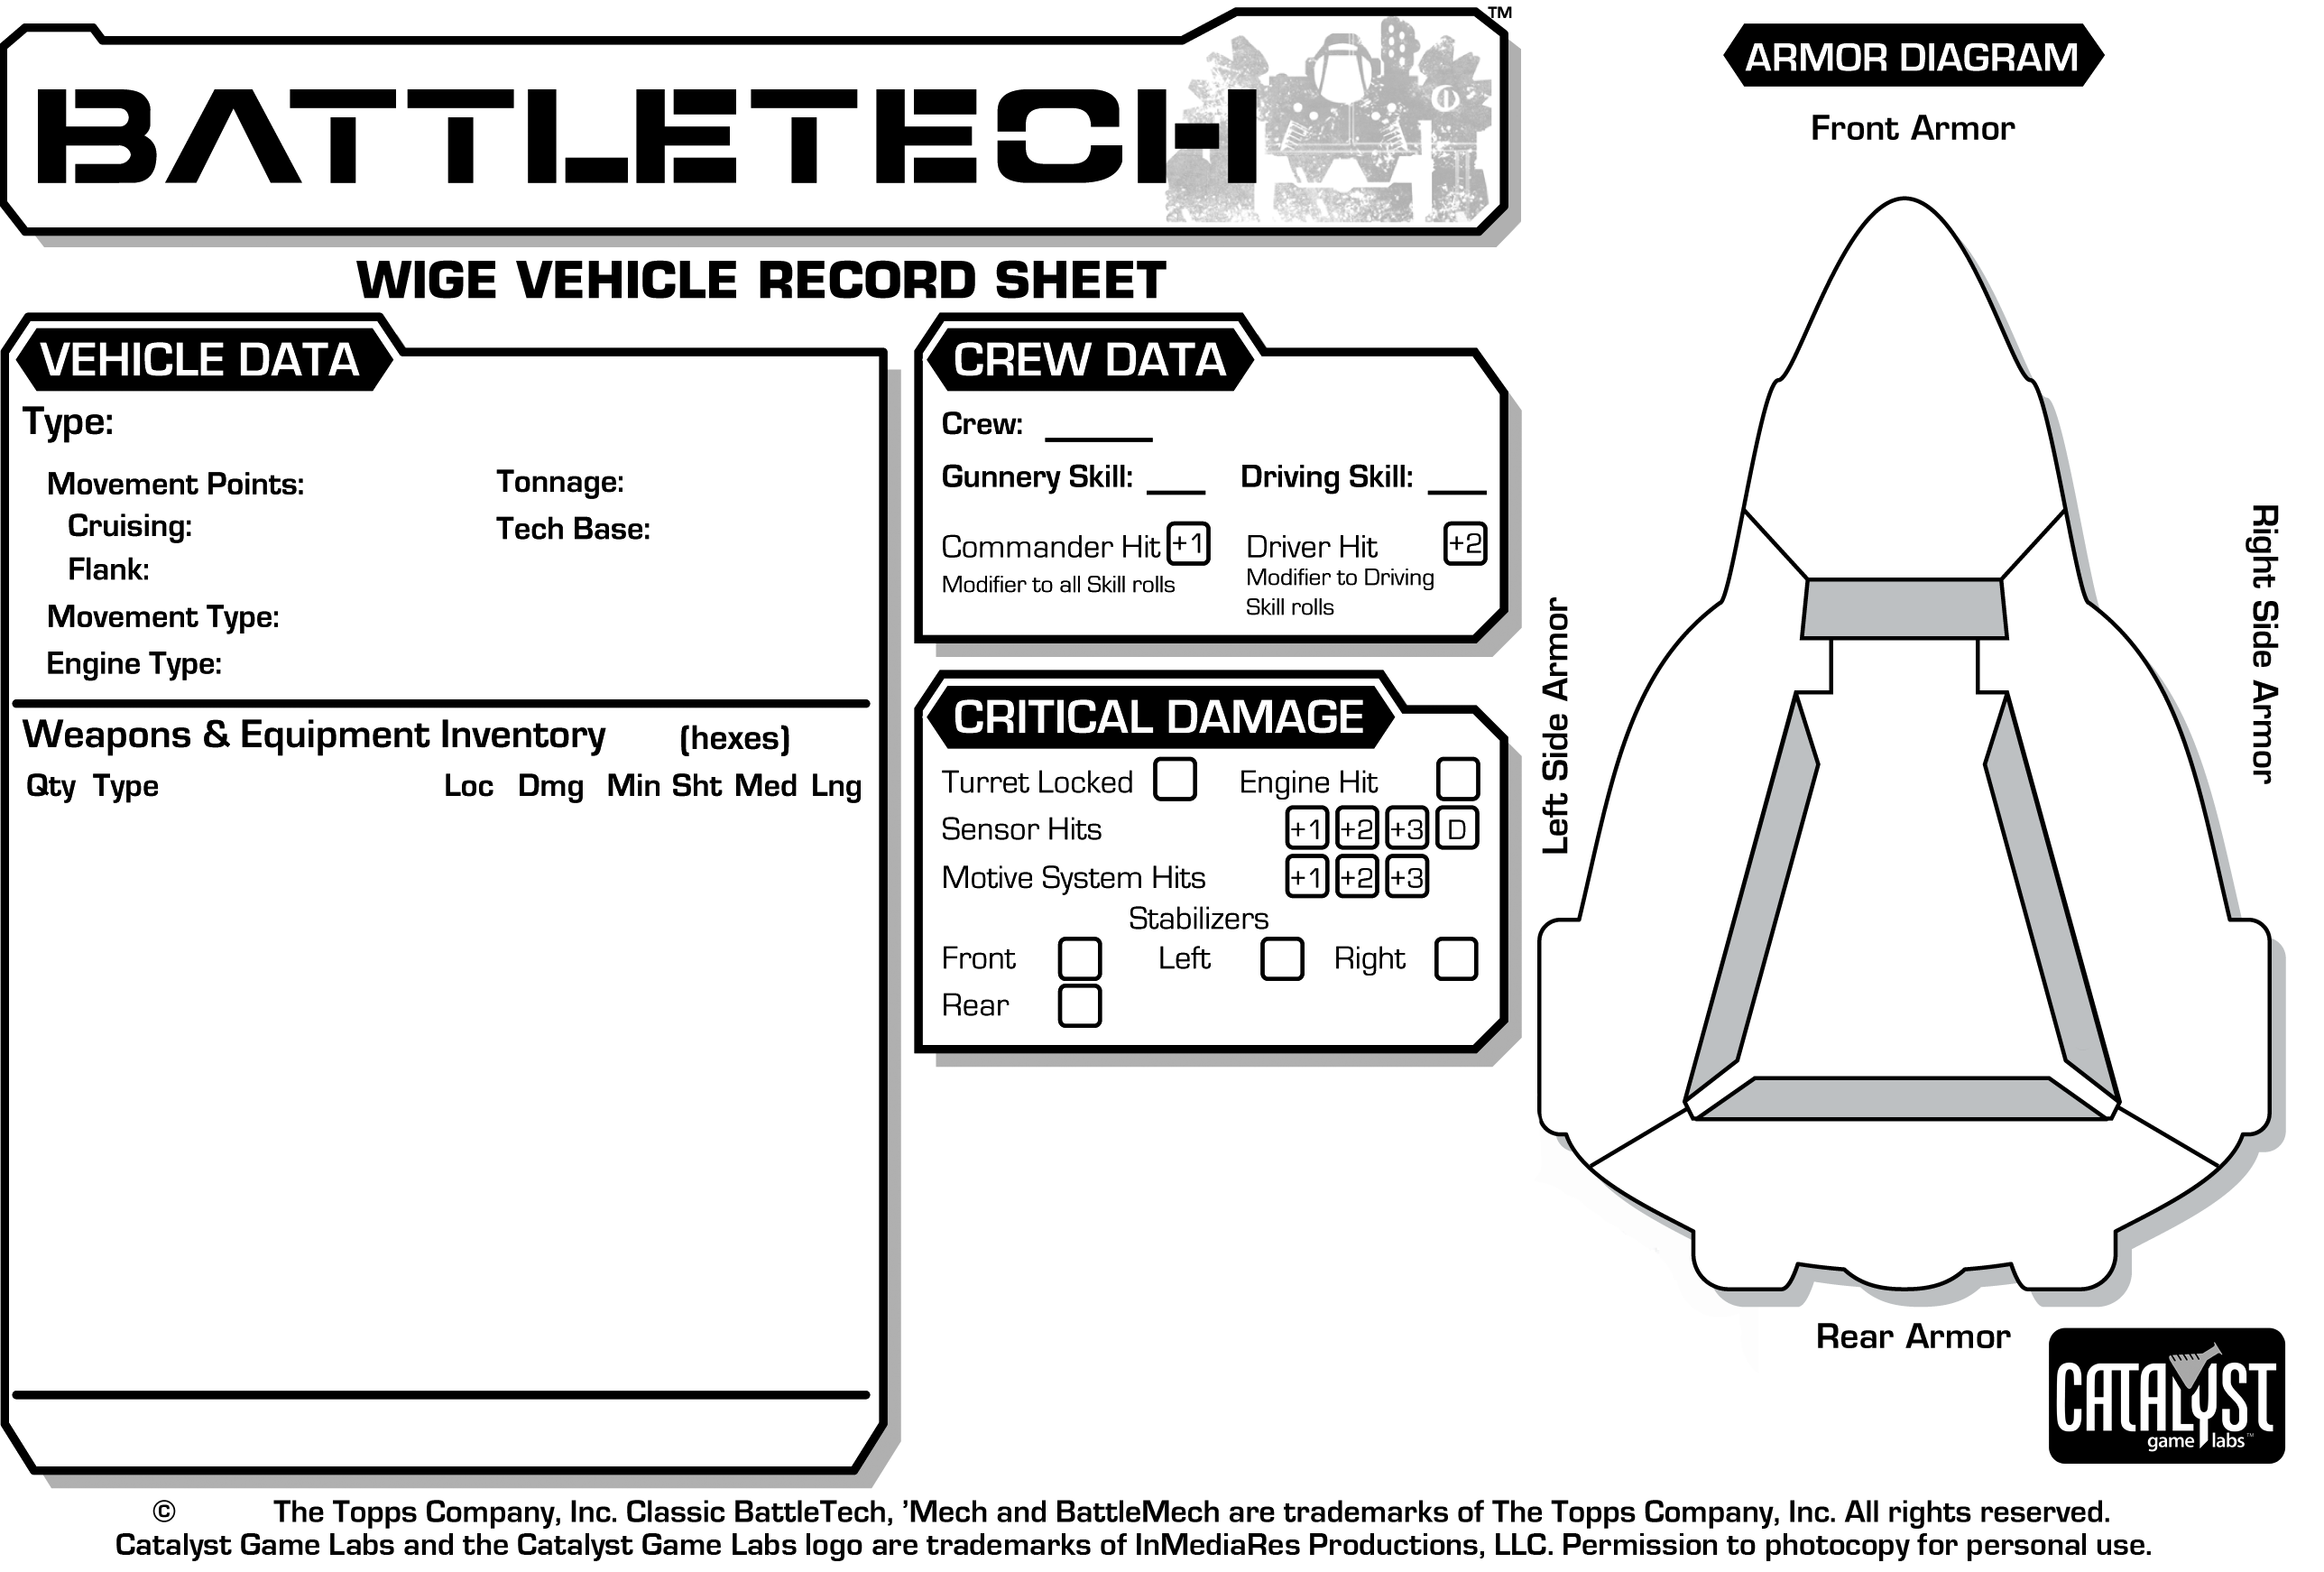 BATTLETECH
™
WIGE VEHICLE RECORD SHEET
VEHICLE DATA
Type:
Movement Points:
Tonnage:
Cruising:
Tech Base:
Flank:
Movement Type:
Engine Type:
Weapons & Equipment Inventory (hexes)
Qty Type Loc Dmg Min Sht Med Lng
CREW DATA
Crew:
Gunnery Skill: Driving Skill:
Commander Hit +1 Driver Hit +2
Modifier to all Skill rolls
Modifier to Driving
Skill rolls
CRITICAL DAMAGE
Turret Locked Engine Hit
Sensor Hits +1 +2 +3 D
Motive System Hits +1 +2 +3
Stabilizers
Front Left Right
Rear
ARMOR DIAGRAM
Front Armor
Left Side Armor
Right Side Armor
Rear Armor
CATALYST
game labs™
© The Topps Company, Inc. Classic BattleTech, ’Mech and BattleMech are trademarks of The Topps Company, Inc. All rights reserved.
Catalyst Game Labs and the Catalyst Game Labs logo are trademarks of InMediaRes Productions, LLC. Permission to photocopy for personal use.